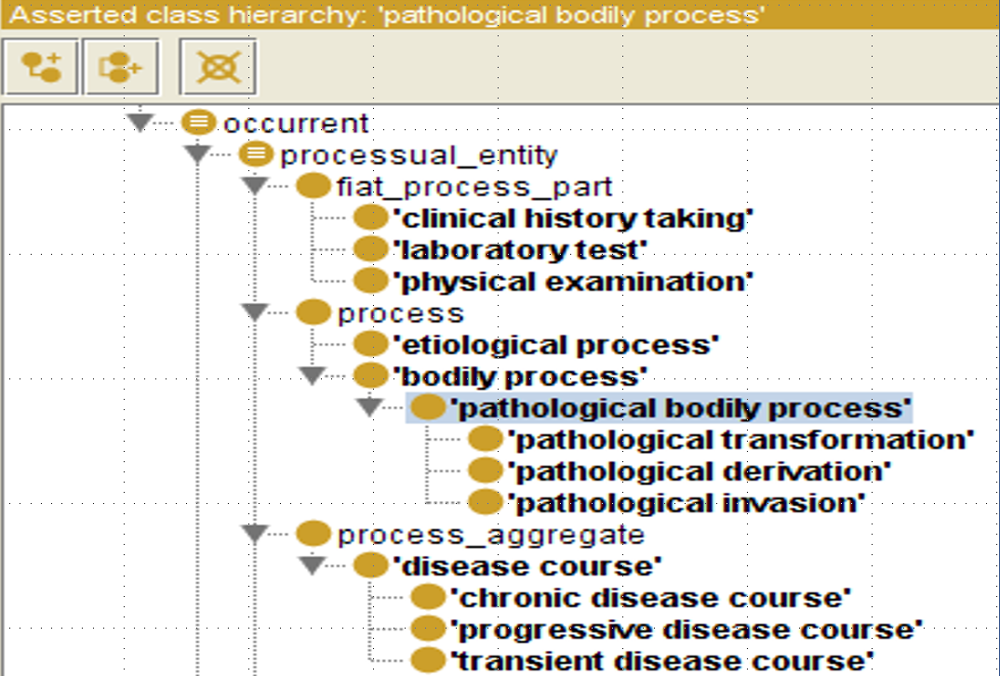 Asserted class hierarchy: 'pathological bodily process'
occurrent
processual_entity
fiat_process_part
'clinical history taking'
'laboratory test'
'physical examination'
process
'etiological process'
'bodily process'
'pathological bodily process'
'pathological transformation'
'pathological derivation'
'pathological invasion'
process_aggregate
'disease course'
'chronic disease course'
'progressive disease course'
'transient disease course'